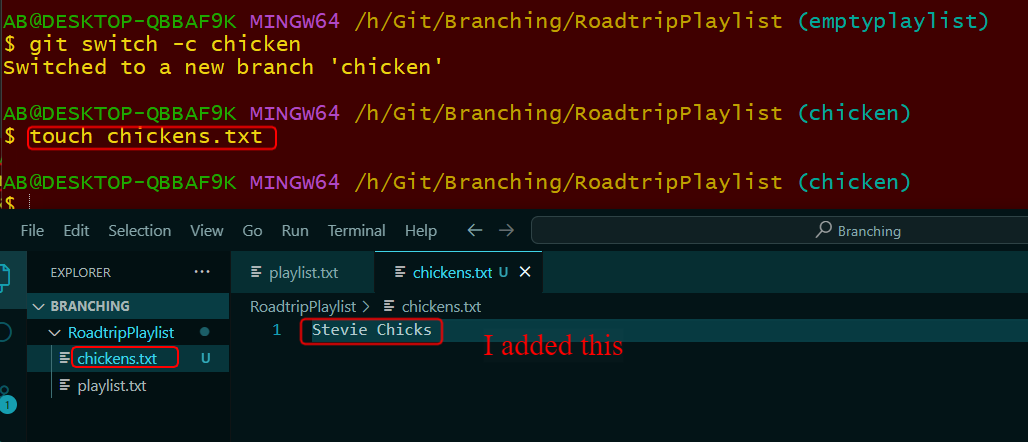 AB@DESKTOP-QBBAF9K MINGW64 /h/Git/Branching/RoadtripPlaylist (emptyplaylist)
$ git switch -c chicken
Switched to a new branch 'chicken'
AB@DESKTOP-QBBAF9K MINGW64 /h/Git/Branching/RoadtripPlaylist (chicken)
$ touch chickens.txt
AB@DESKTOP-QBBAF9K MINGW64 /h/Git/Branching/RoadtripPlaylist (chicken)
$
File Edit Selection View Go Run Terminal Help Branching
EXPLORER ··· playlist.txt chickens.txt U
BRANCHING RoadtripPlaylist > chickens.txt
RoadtripPlaylist 1 Stevie Chicks
I added this
chickens.txt U
playlist.txt
1